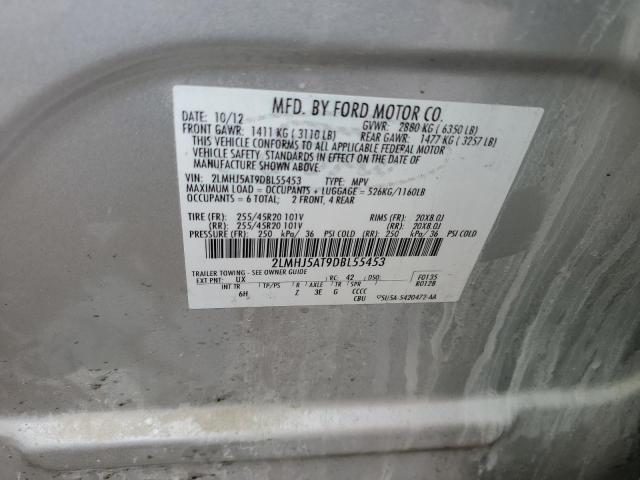 MFD. BY FORD MOTOR CO.
DATE: 10/12 GVWR: 2880 KG ( 6350 LB)
FRONT GAWR: 1411 KG ( 3110 LB) REAR GAWR: 1477 KG ( 3257 LB)
THIS VEHICLE CONFORMS TO ALL APPLICABLE FEDERAL MOTOR
VEHICLE SAFETY STANDARDS IN EFFECT ON THE DATE OF
MANUFACTURE SHOWN ABOVE.
VIN: 2LMHJ5AT9DBL55453 TYPE: MPV
MAXIMUM LOAD = OCCUPANTS + LUGGAGE = 526KG/1160LB
OCCUPANTS = 6 TOTAL; 2 FRONT, 4 REAR
TIRE (FR): 255/45R20 101V RIMS (FR): 20X8.0J
(RR): 255/45R20 101V (RR): 20X8.0J
PRESSURE (FR): 250 kPa/ 36 PSI COLD (RR) 250 kPa/ 36 PSI COLD
2LMHJ5AT9DBL55453
TRAILER TOWING - SEE OWNER GUIDE
EXT PNT: UX RC: 42 DSO: F0135
INT TR TP/PS R AXLE TR SPR R0128
6H Z 3E G CCCC
CBU 5U5A-5420472-AA